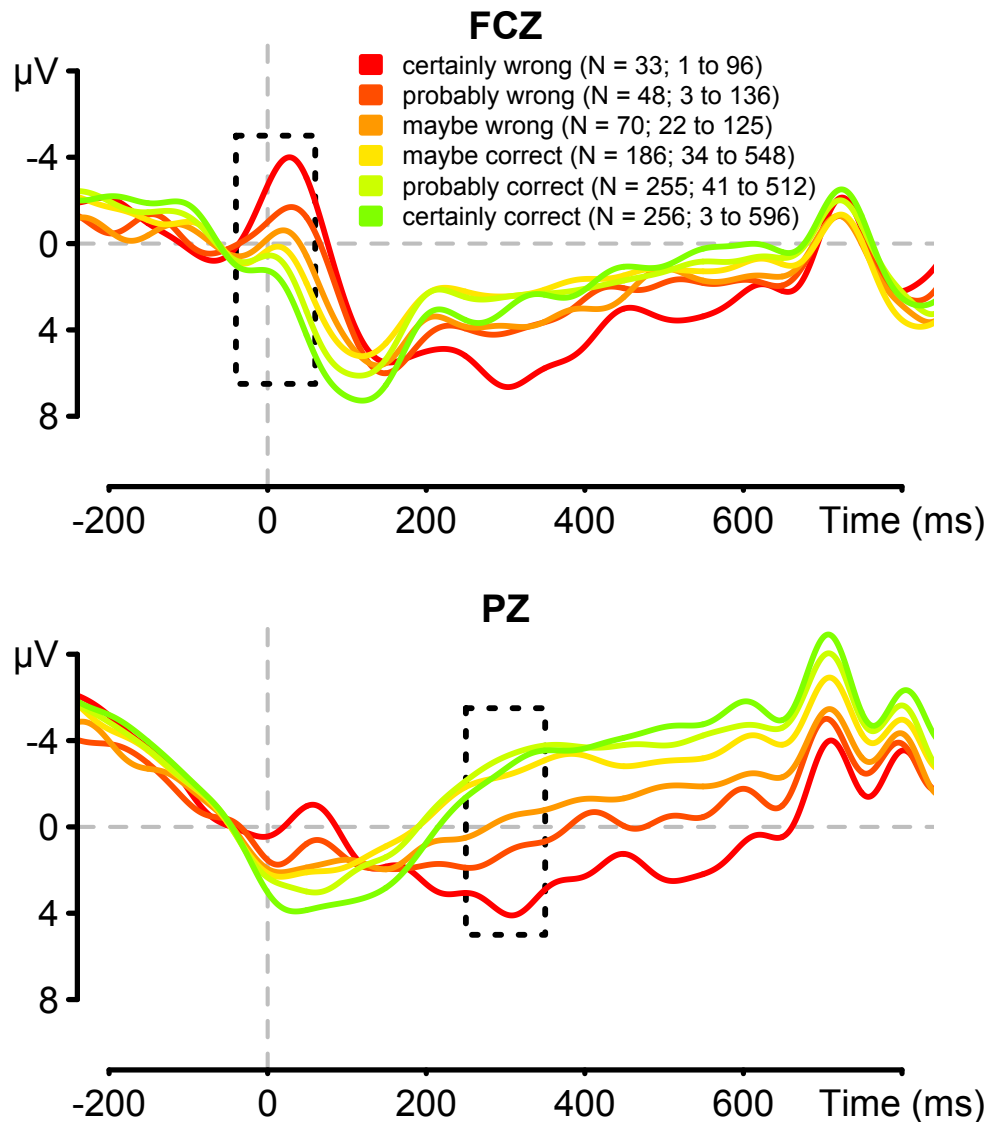 FCZ
µV
certainly wrong (N = 33; 1 to 96)
probably wrong (N = 48; 3 to 136)
maybe wrong (N = 70; 22 to 125)
maybe correct (N = 186; 34 to 548)
probably correct (N = 255; 41 to 512)
certainly correct (N = 256; 3 to 596)
-4
0
4
8
-200 0 200 400 600 Time (ms)
PZ
µV
-4
0
4
8
-200 0 200 400 600 Time (ms)